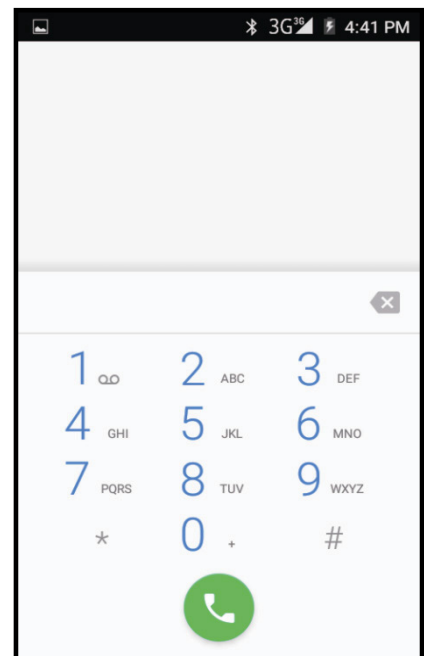 3G 3G 4:41 PM
1
2 ABC
3 DEF
4 GHI
5 JKL
6 MNO
7 PQRS
8 TUV
9 WXYZ
*
0 +
#